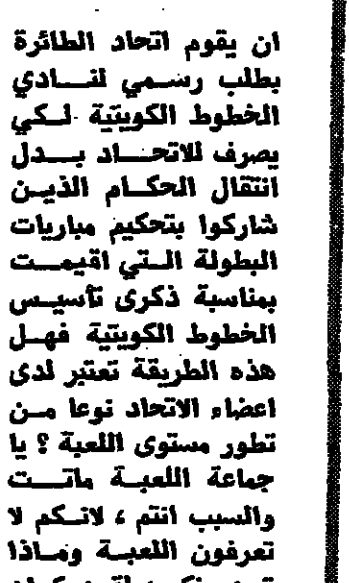 ان يقوم اتحاد الطائرة
بطلب رسمي لنادي
الخطوط الكويتية لكي
يصرف للاتحاد بدل
انتقال الحكام الذين
شاركوا بتحكيم مباريات
البطولة التي اقيمت
بمناسبة ذكرى تأسيس
الخطوط الكويتية فهل
هذه الطريقة تعتبر لدى
اعضاء الاتحاد نوعا من
تطور مستوى اللعبة ؟ يا
جماعة اللعبة ماتت
والسبب انتم ، لانكم لا
تعرفون اللعبة وماذا